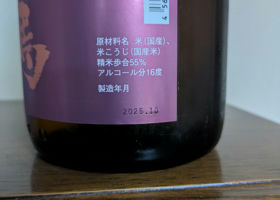 原材料名 米(国産)、
米こうじ(国産米)
精米歩合55%
アルコール分16度
製造年月
2025.10